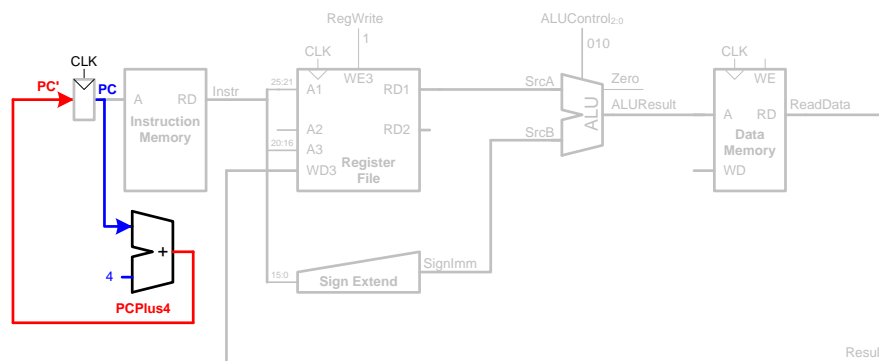 RegWrite
ALUControl2:0
CLK
CLK
1
010
CLK
PC'
PC
A
RD
Instr
Instruction
Memory
25:21
A1
WE3
RD1
A2
RD2
20:16
A3
WD3
Register
File
SrcA
SrcB
ALU
Zero
ALUResult
WE
A
RD
ReadData
Data
Memory
WD
+
4
PCPlus4
15:0
Sign Extend
SignImm
Resul